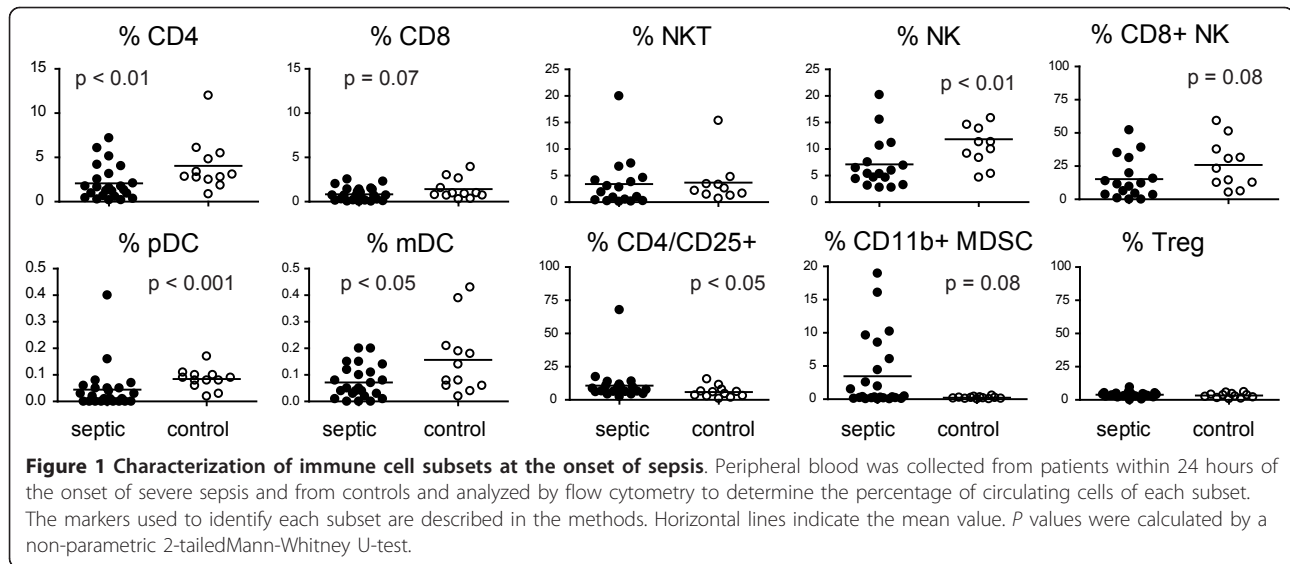 % CD4 % CD8 % NKT % NK % CD8+ NK
15 10 5 0 p < 0.01
15 10 5 0 p = 0.07
25 20 15 10 5 0
25 20 15 10 5 0 p < 0.01
100 75 50 25 0 p = 0.08
% pDC % mDC % CD4/CD25+ % CD11b+ MDSC % Treg
0.5 0.4 0.3 0.2 0.1 0.0 p < 0.001
0.5 0.4 0.3 0.2 0.1 0.0 p < 0.05
100 75 50 25 0 p < 0.05
20 15 10 5 0 p = 0.08
100 75 50 25 0
septic control septic control septic control septic control septic control
Figure 1 Characterization of immune cell subsets at the onset of sepsis. Peripheral blood was collected from patients within 24 hours of
the onset of severe sepsis and from controls and analyzed by flow cytometry to determine the percentage of circulating cells of each subset.
The markers used to identify each subset are described in the methods. Horizontal lines indicate the mean value. P values were calculated by a
non-parametric 2-tailedMann-Whitney U-test.